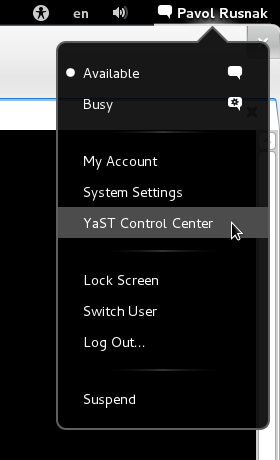 en Pavol Rusnak
Available
Busy
My Account
System Settings
YaST Control Center
Lock Screen
Switch User
Log Out...
Suspend